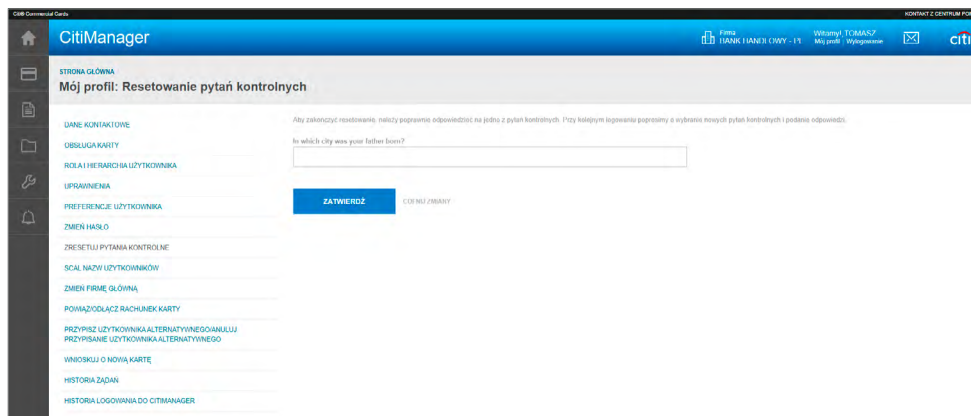 Citi® Commercial Cards
KONTAKT Z CENTRUM
CitiManager
Firma
BANK HANDLOWY - PL
Witamy!, TOMASZ
Mój profil | Wylogowanie
citi
STRONA GŁÓWNA
Mój profil: Resetowanie pytań kontrolnych
DANE KONTAKTOWE
OBSŁUGA KARTY
ROLA I HIERARCHIA UŻYTKOWNIKA
UPRAWNIENIA
PREFERENCJE UŻYTKOWNIKA
ZMIEŃ HASŁO
ZRESETUJ PYTANIA KONTROLNE
SCAL NAZW UŻYTKOWNIKÓW
ZMIEŃ FIRMĘ GŁÓWNĄ
POWIĄŻ/ODŁĄCZ RACHUNEK KARTY
PRZYPISZ UŻYTKOWNIKA ALTERNATYWNEGO/ANULUJ
PRZYPISANIE UŻYTKOWNIKA ALTERNATYWNEGO
WNIOSKUJ O NOWĄ KARTĘ
HISTORIA ŻĄDAŃ
HISTORIA LOGOWANIA DO CITIMANAGER
Aby zakończyć resetowanie, należy poprawnie odpowiedzieć na jedną z pytań kontrolnych. Przy kolejnym logowaniu poprosimy o wybranie nowych pytań kontrolnych i podanie odpowiedzi.
In which city was your father born?
ZATWIERDŹ
COFNIJ ZMIANY